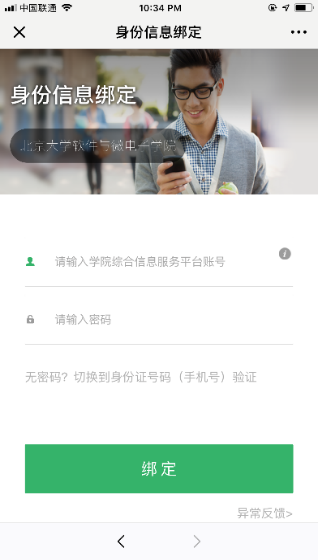 中国联通
10:34 PM
身份信息绑定
身份信息绑定
北京大学软件与微电子学院
请输入学院综合信息服务平台账号
请输入密码
无密码？切换到身份证号码（手机号）验证
绑定
异常反馈>